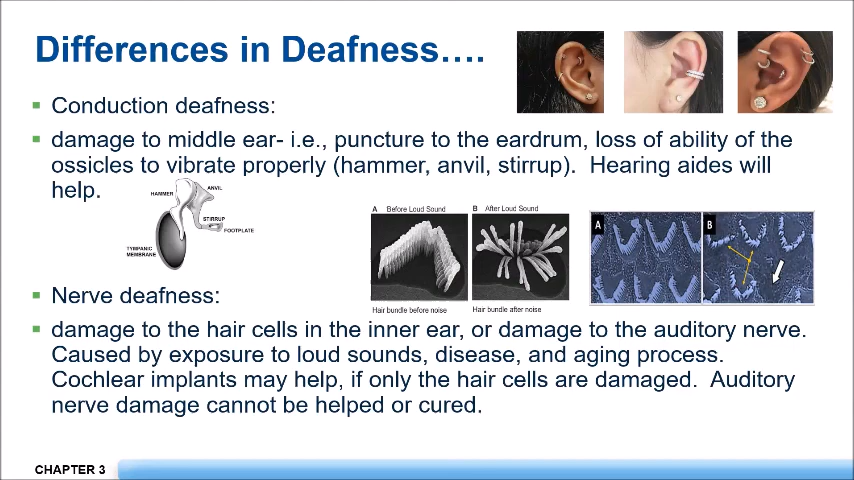 Differences in Deafness….
▪ Conduction deafness:
▪ damage to middle ear- i.e., puncture to the eardrum, loss of ability of the
ossicles to vibrate properly (hammer, anvil, stirrup).  Hearing aides will
help.
HAMMER
ANVIL
STIRRUP
FOOTPLATE
TYMPANIC
MEMBRANE
A Before Loud Sound
B After Loud Sound
Hair bundle before noise
Hair bundle after noise
A
B
▪ Nerve deafness:
▪ damage to the hair cells in the inner ear, or damage to the auditory nerve.
Caused by exposure to loud sounds, disease, and aging process.
Cochlear implants may help, if only the hair cells are damaged.  Auditory
nerve damage cannot be helped or cured.
CHAPTER 3